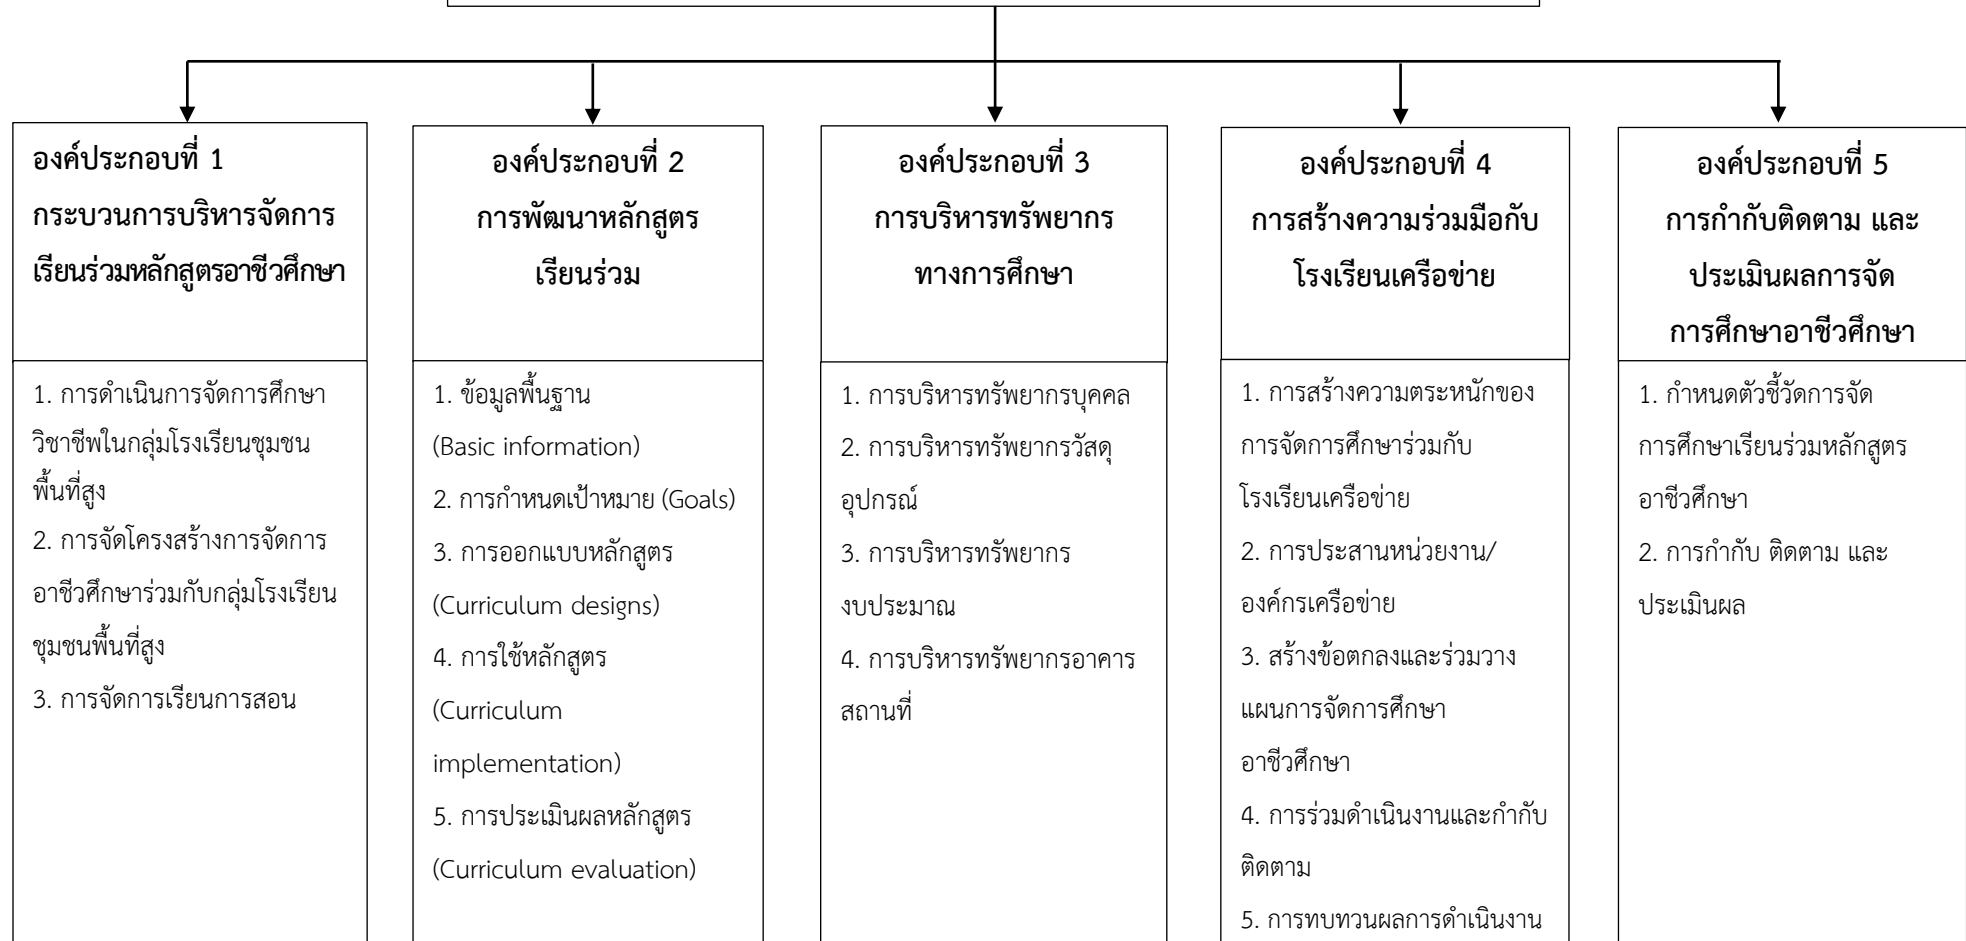 องค์ประกอบที่ 1
กระบวนการบริหารจัดการ
เรียนร่วมหลักสูตรอาชีวศึกษา
1. การดำเนินการจัดการศึกษา
วิชาชีพในกลุ่มโรงเรียนชุมชน
พื้นที่สูง
2. การจัดโครงสร้างการจัดการ
อาชีวศึกษาร่วมกับกลุ่มโรงเรียน
ชุมชนพื้นที่สูง
3. การจัดการเรียนการสอน
องค์ประกอบที่ 2
การพัฒนาหลักสูตร
เรียนร่วม
1. ข้อมูลพื้นฐาน
(Basic information)
2. การกำหนดเป้าหมาย (Goals)
3. การออกแบบหลักสูตร
(Curriculum designs)
4. การใช้หลักสูตร
(Curriculum
implementation)
5. การประเมินผลหลักสูตร
(Curriculum evaluation)
องค์ประกอบที่ 3
การบริหารทรัพยากร
ทางการศึกษา
1. การบริหารทรัพยากรบุคคล
2. การบริหารทรัพยากรวัสดุ
อุปกรณ์
3. การบริหารทรัพยากร
งบประมาณ
4. การบริหารทรัพยากรอาคาร
สถานที่
องค์ประกอบที่ 4
การสร้างความร่วมมือกับ
โรงเรียนเครือข่าย
1. การสร้างความตระหนักของ
การจัดการศึกษาร่วมกับ
โรงเรียนเครือข่าย
2. การประสานหน่วยงาน/
องค์กรเครือข่าย
3. สร้างข้อตกลงและร่วมวาง
แผนการจัดการศึกษา
อาชีวศึกษา
4. การร่วมดำเนินงานและกำกับ
ติดตาม
5. การทบทวนผลการดำเนินงาน
องค์ประกอบที่ 5
การกำกับติดตาม และ
ประเมินผลการจัด
การศึกษาอาชีวศึกษา
1. กำหนดตัวชี้วัดการจัด
การศึกษาเรียนร่วมหลักสูตร
อาชีวศึกษา
2. การกำกับ ติดตาม และ
ประเมินผล